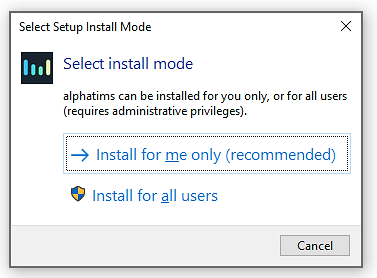 Select Setup Install Mode
Select install mode
alphatims can be installed for you only, or for all users
(requires administrative privileges).
Install for me only (recommended)
Install for all users
Cancel